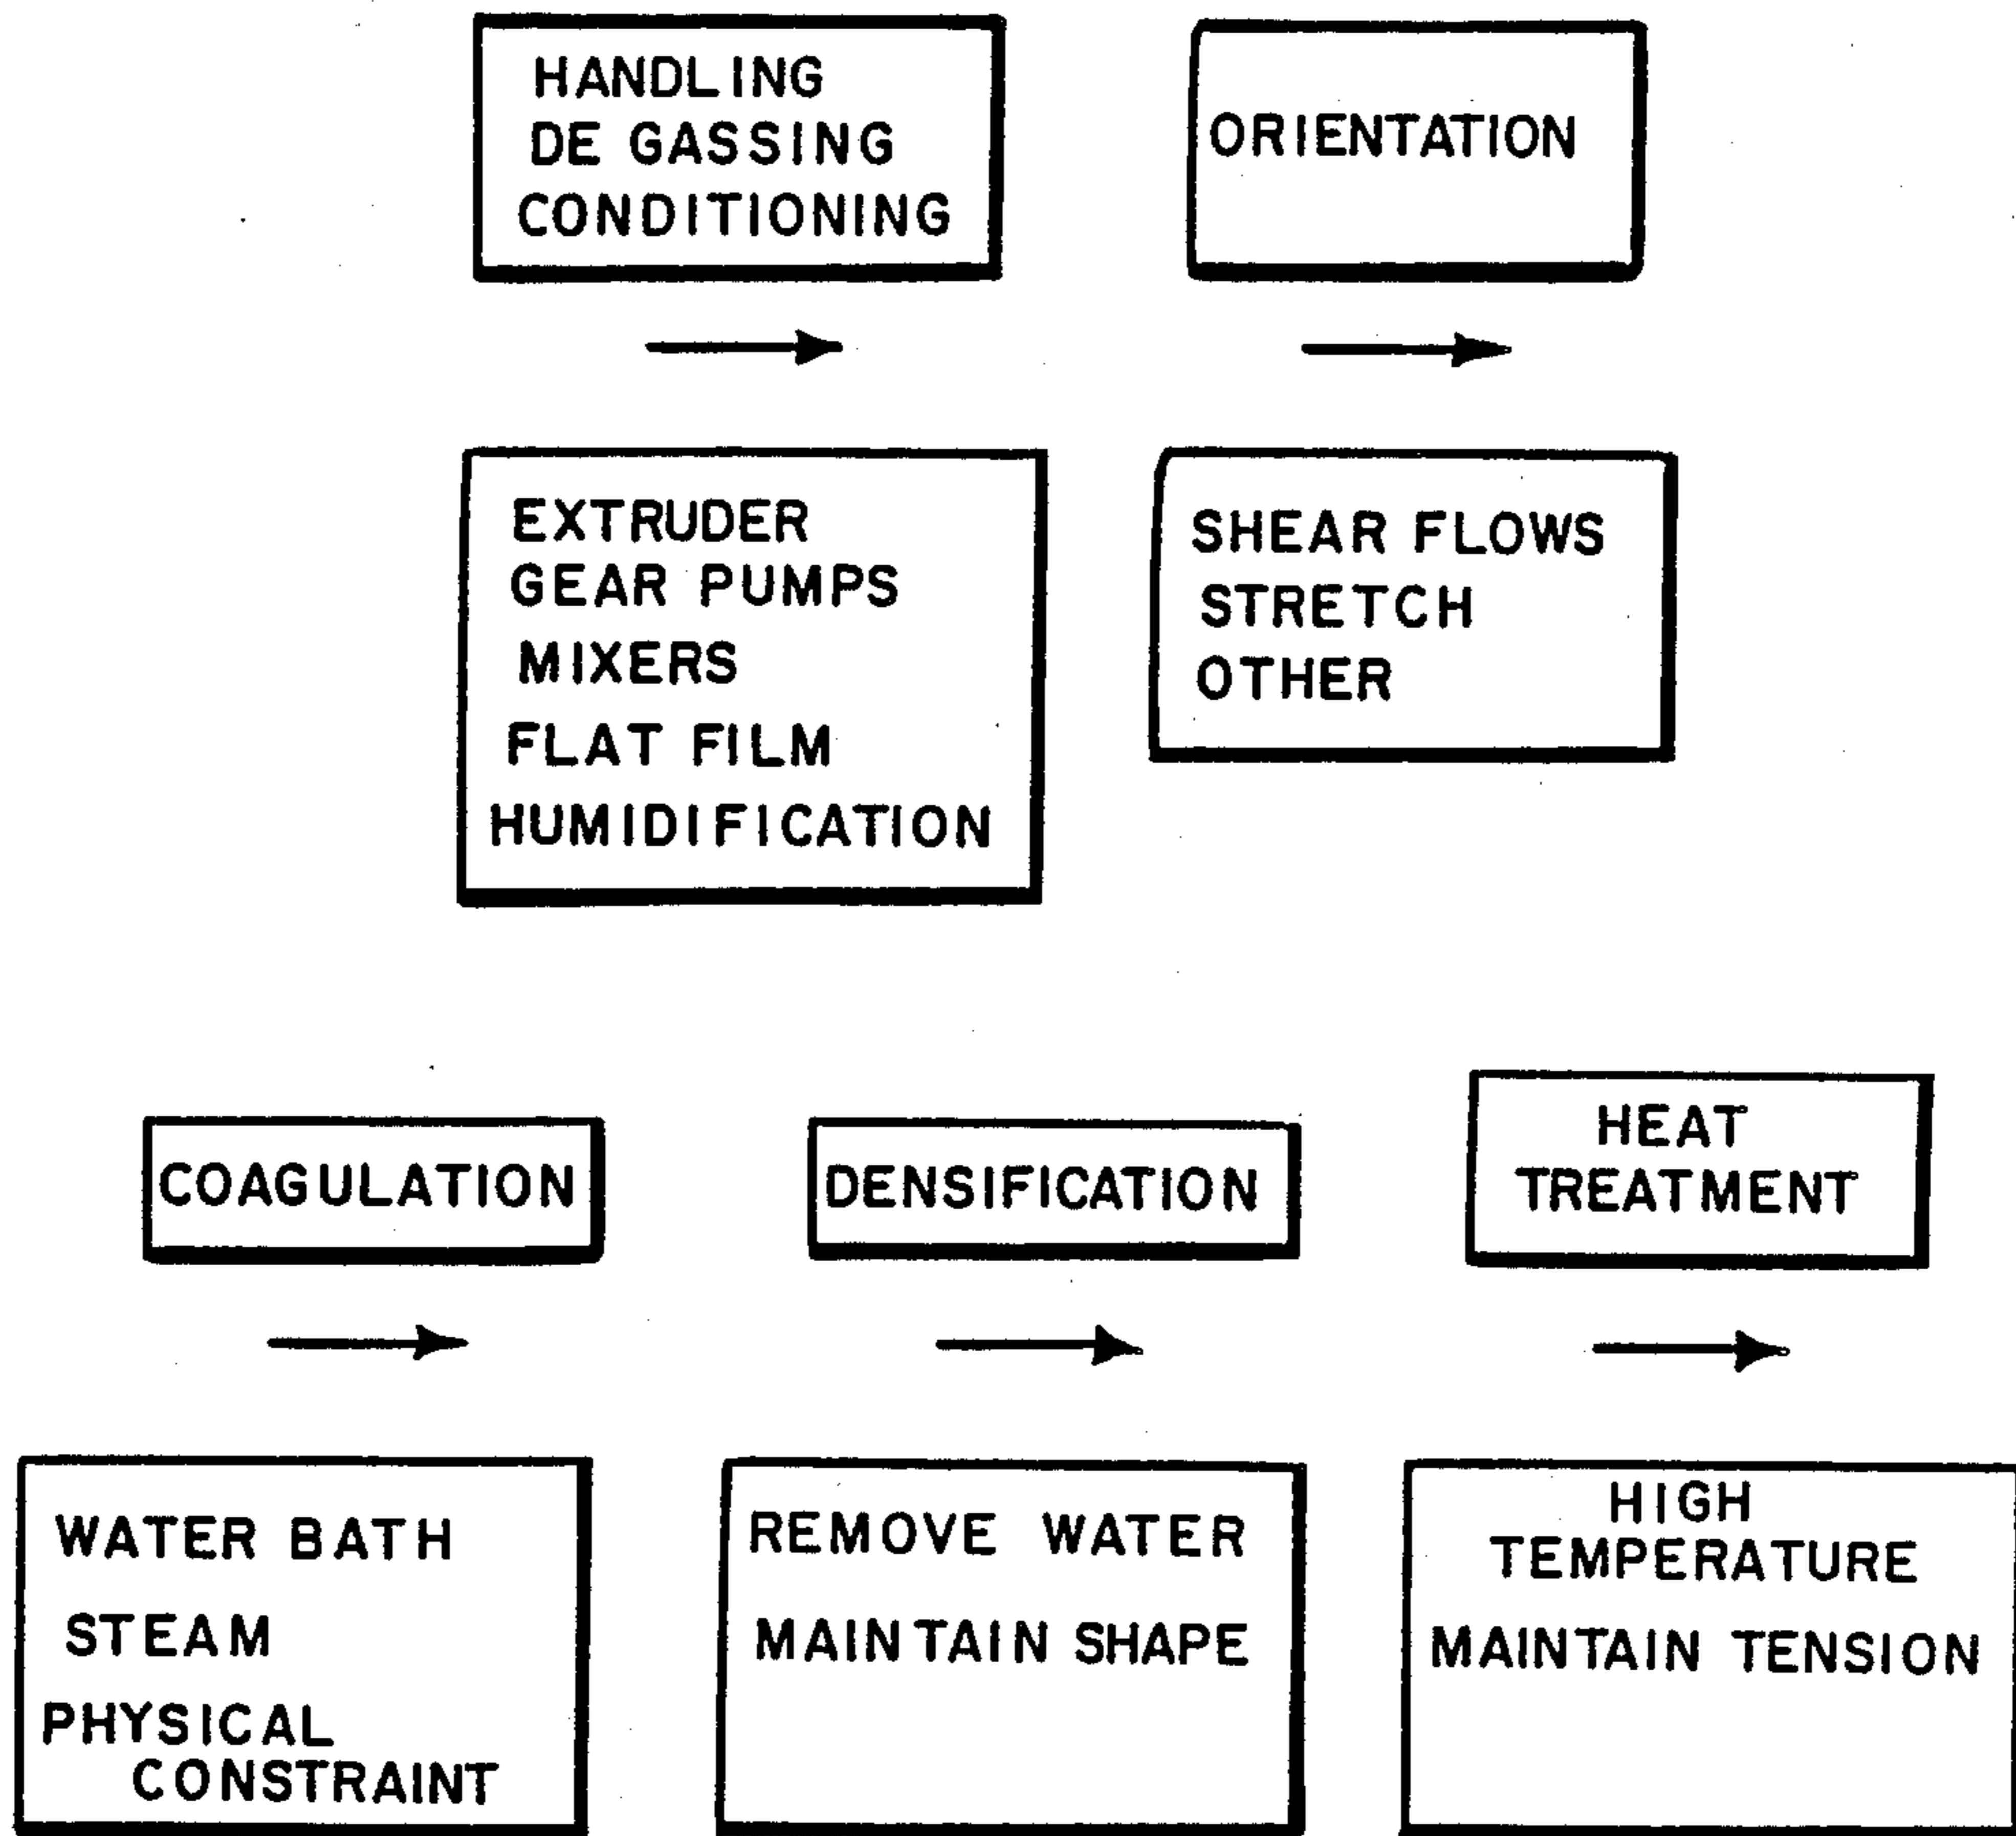 HANDLING
DE GASSING
CONDITIONING
ORIENTATION
EXTRUDER
GEAR PUMPS
MIXERS
FLAT FILM
HUMIDIFICATION
SHEAR FLOWS
STRETCH
OTHER
COAGULATION
DENSIFICATION
HEAT
TREATMENT
WATER BATH
STEAM
PHYSICAL
CONSTRAINT
REMOVE WATER
MAINTAIN SHAPE
HIGH
TEMPERATURE
MAINTAIN TENSION